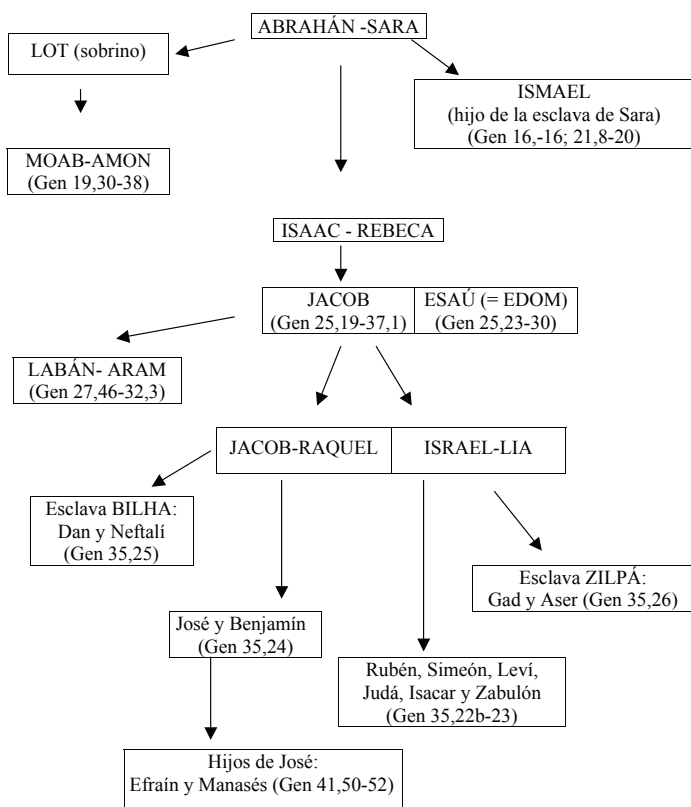 ABRAHÁN -SARA
LOT (sobrino)
ISMAEL
(hijo de la esclava de Sara)
(Gen 16,-16; 21,8-20)
MOAB-AMON
(Gen 19,30-38)
ISAAC - REBECA
JACOB
(Gen 25,19-37,1)
ESAÚ (= EDOM)
(Gen 25,23-30)
LABÁN- ARAM
(Gen 27,46-32,3)
JACOB-RAQUEL
ISRAEL-LIA
Esclava BILHA:
Dan y Neftalí
(Gen 35,25)
Esclava ZILPÁ:
Gad y Aser (Gen 35,26)
José y Benjamín
(Gen 35,24)
Rubén, Simeón, Leví,
Judá, Isacar y Zabulón
(Gen 35,22b-23)
Hijos de José:
Efraín y Manasés (Gen 41,50-52)